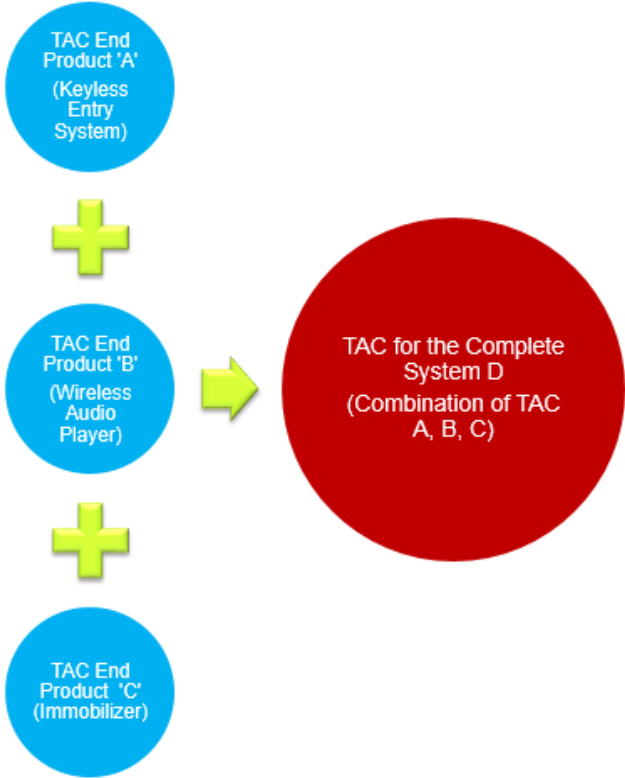 TAC End
Product 'A'
(Keyless
Entry
System)
TAC End
Product 'B'
(Wireless
Audio
Player)
TAC for the Complete
System D
(Combination of TAC
A, B, C)
TAC End
Product 'C'
(Immobilizer)